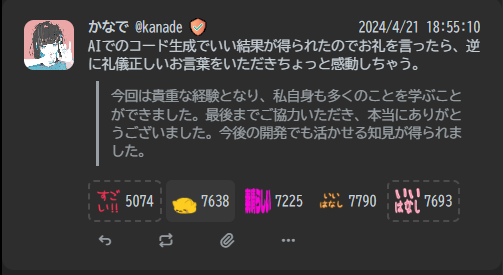 かなで @kanade 2024/4/21 18:55:10
AIでのコード生成でいい結果が得られたのでお礼を言ったら、逆
に礼儀正しいお言葉をいただきちょっと感動しちゃう。
今回は貴重な経験となり、私自身も多くのことを学ぶこと
ができました。最後までご協力いただき、本当にありがと
うございました。今後の開発でも活かせる知見が得られま
した。
すご
い!! 5074 7638 素晴らしい 7225 いい
はなし 7790 いい
はなし 7693